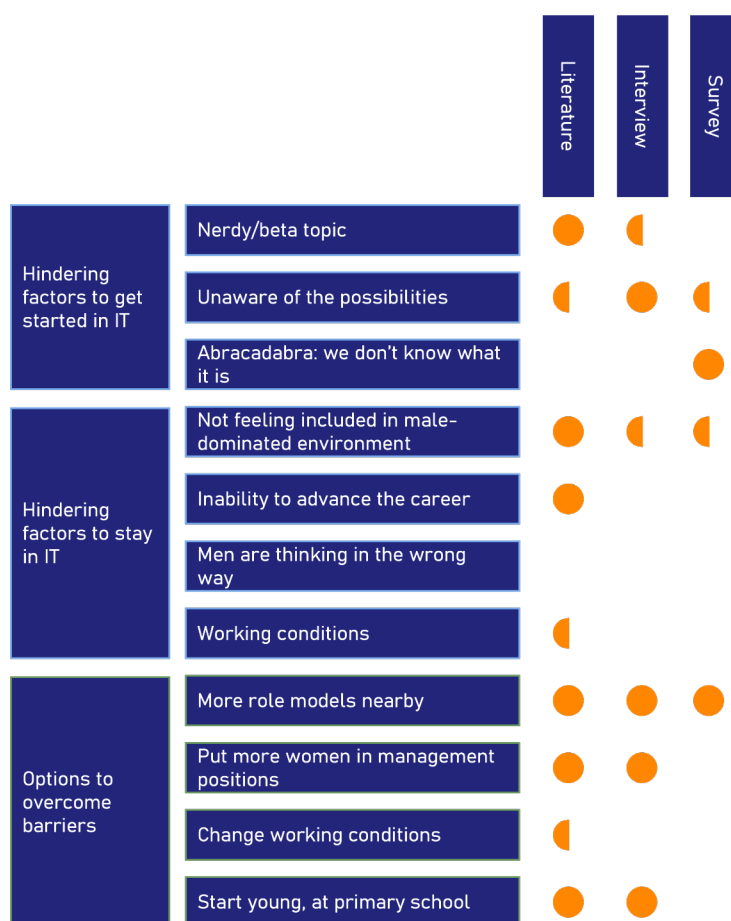 Literature
Interview
Survey
Hindering
factors to get
started in IT
Nerdy/beta topic
Unaware of the possibilities
Abracadabra: we don't know what
it is
Hindering
factors to stay
in IT
Not feeling included in male-
dominated environment
Inability to advance the career
Men are thinking in the wrong
way
Working conditions
Options to
overcome
barriers
More role models nearby
Put more women in management
positions
Change working conditions
Start young, at primary school